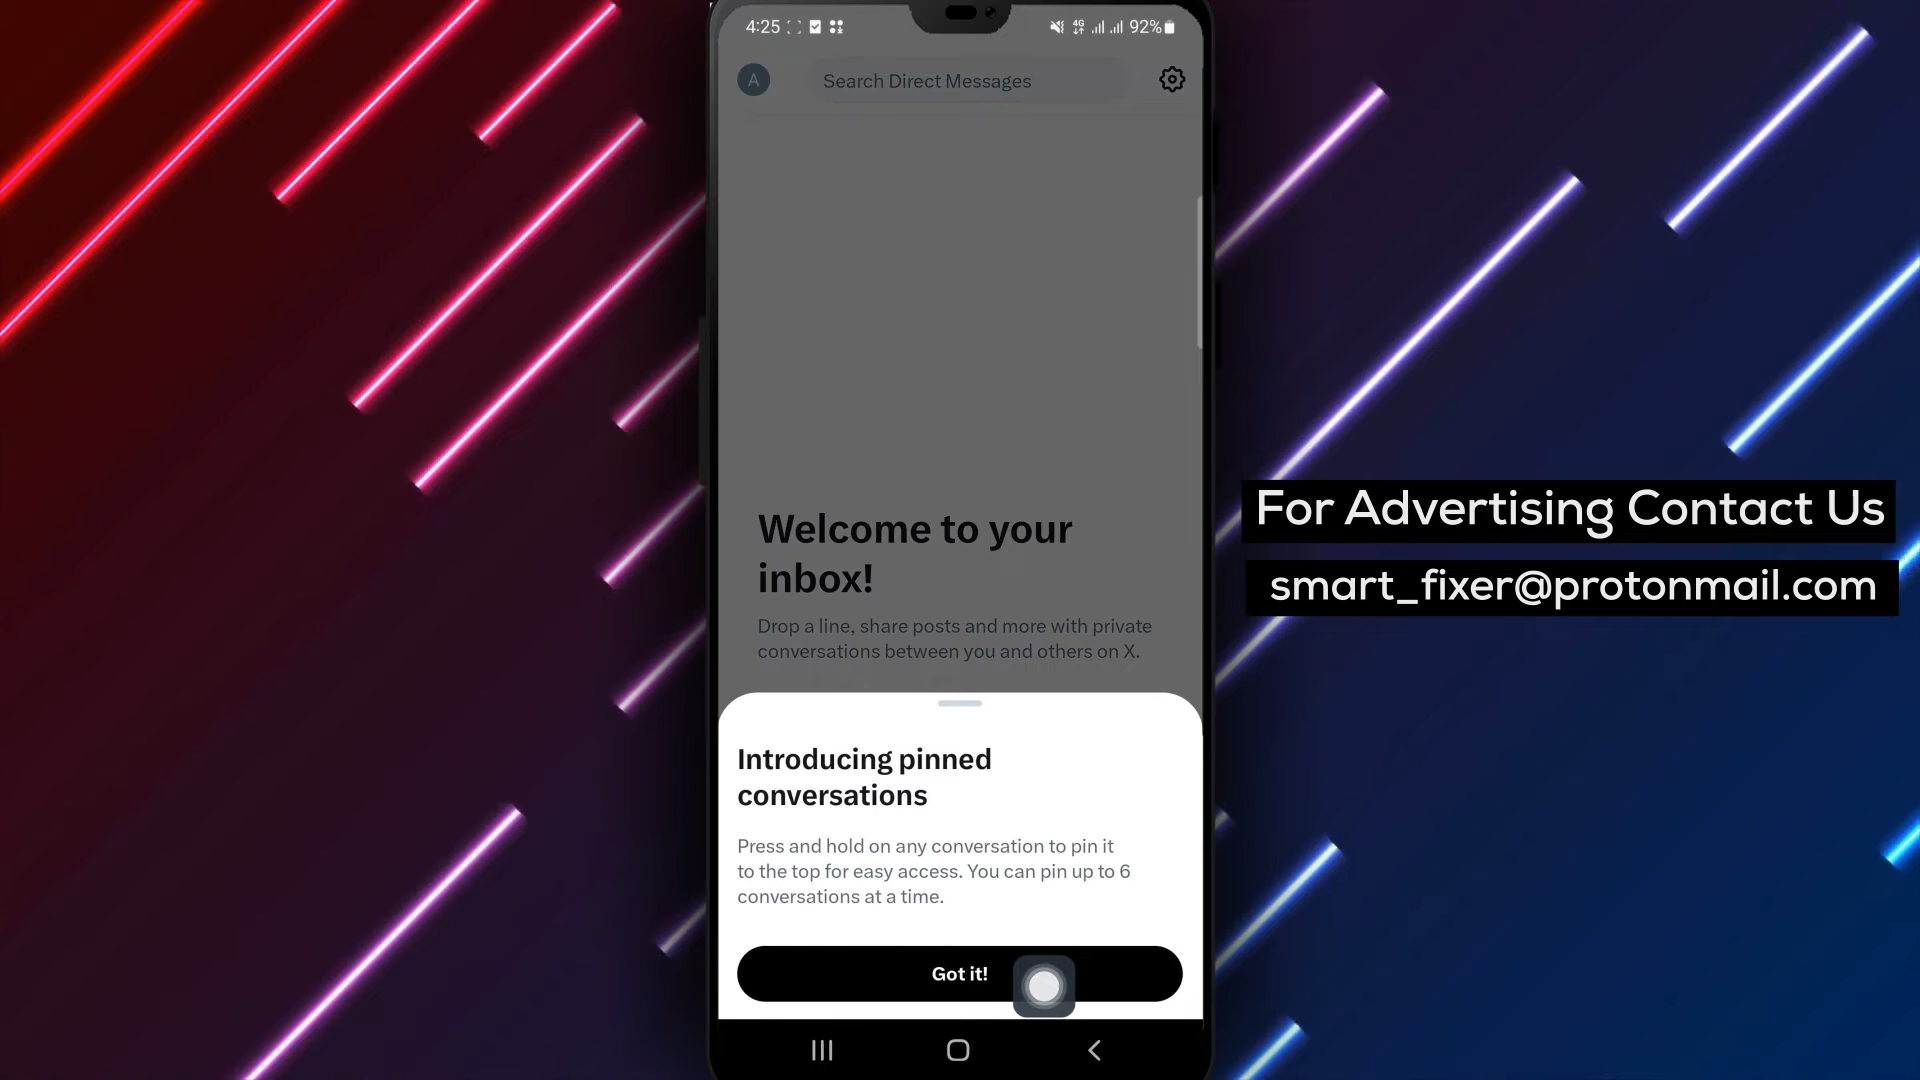 4:25
4G
92%
A
Search Direct Messages
Welcome to your
inbox!
Drop a line, share posts and more with private
conversations between you and others on X.
Introducing pinned
conversations
Press and hold on any conversation to pin it
to the top for easy access. You can pin up to 6
conversations at a time.
Got it!
For Advertising Contact Us
smart_fixer@protonmail.com